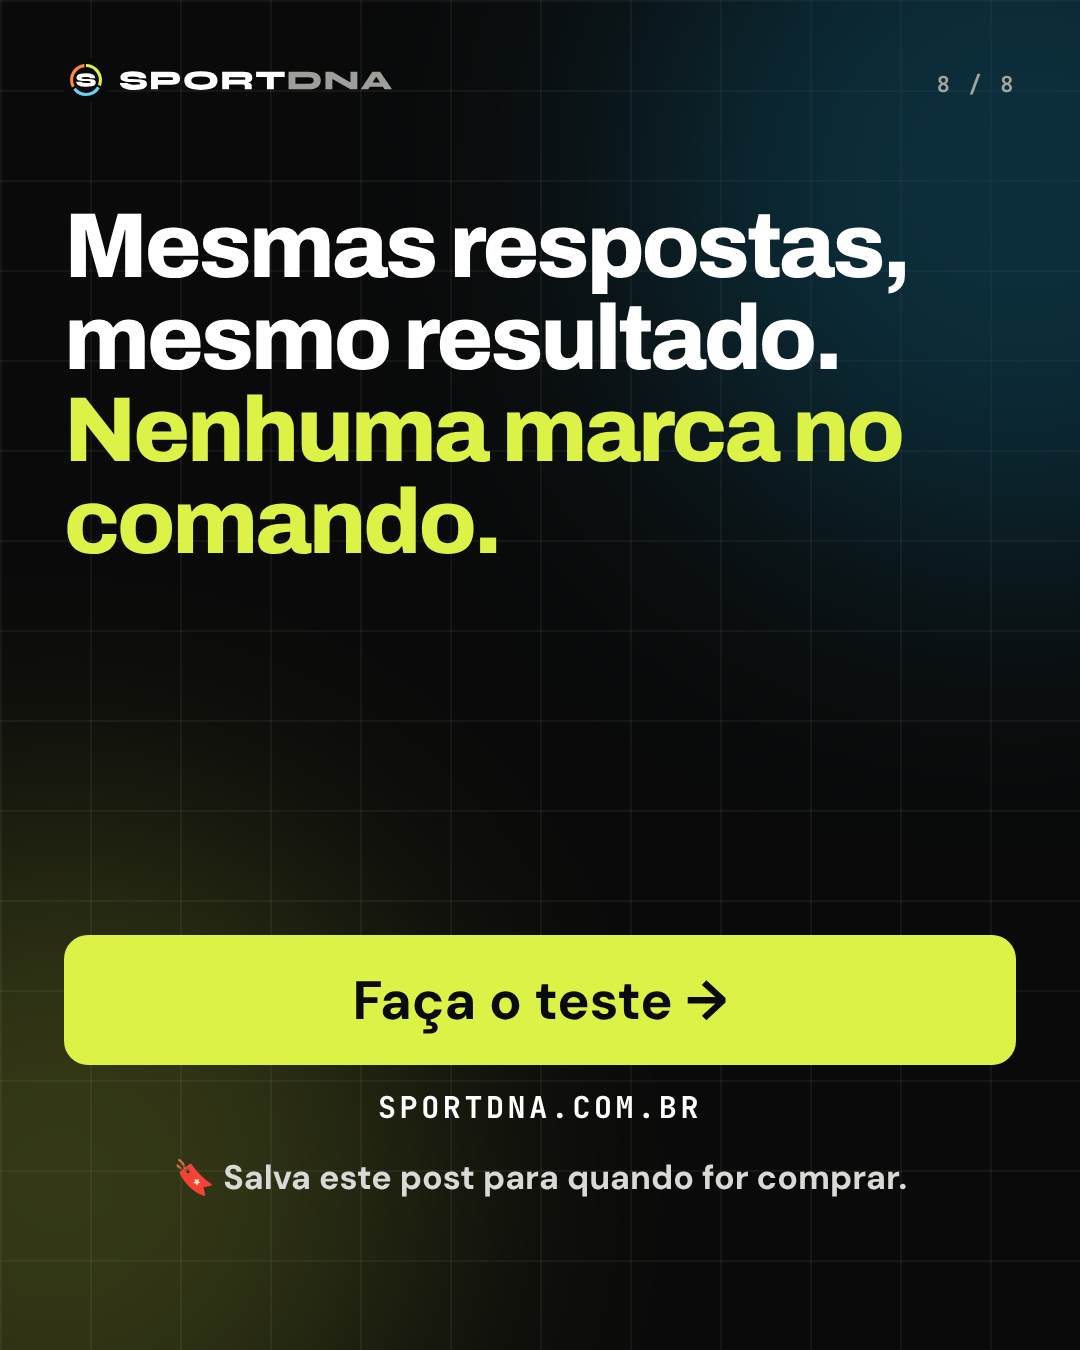 SPORTDNA
8 / 8
Mesmas respostas,
mesmo resultado.
Nenhuma marca no
comando.
Faça o teste →
SPORTDNA.COM.BR
🔖 Salva este post para quando for comprar.